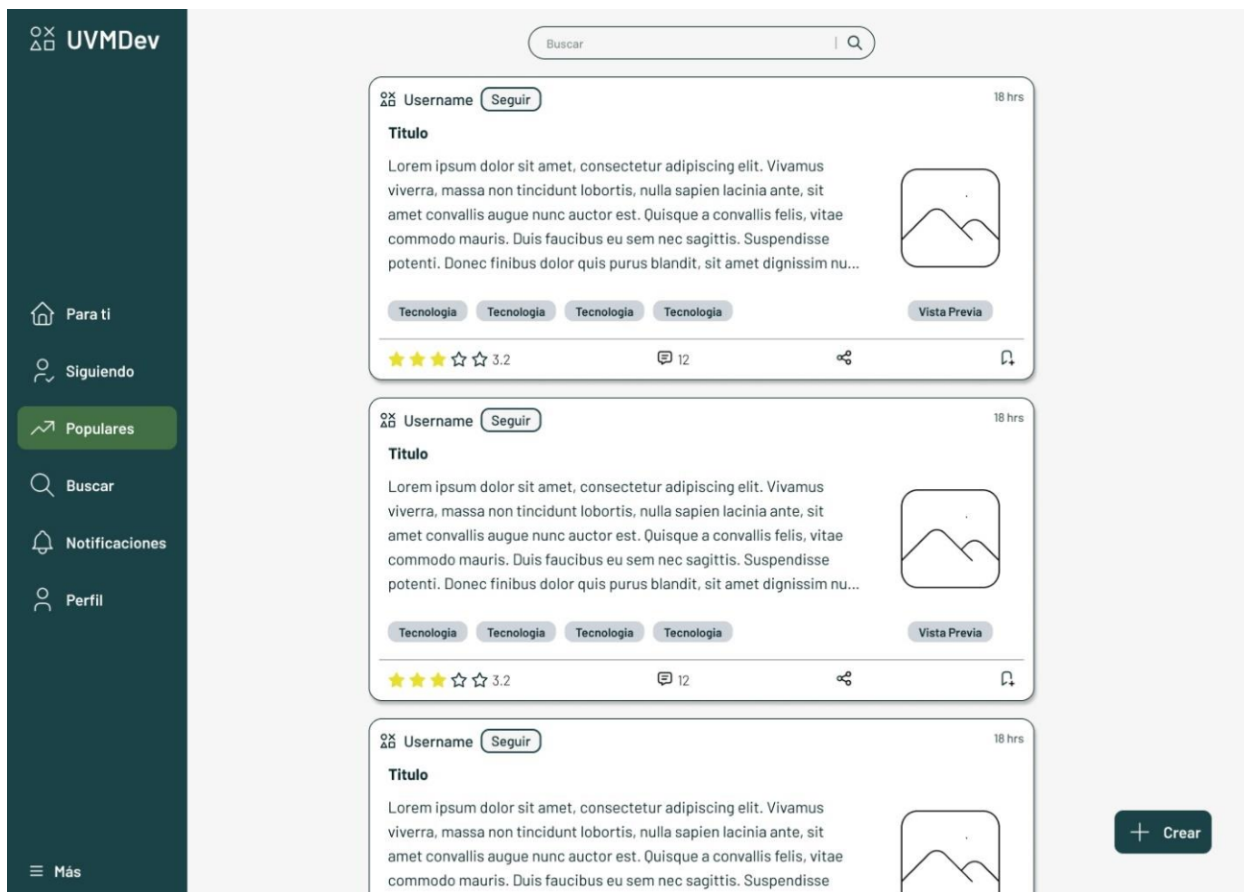 UVMDev
Para ti
Siguiendo
Populares
Buscar
Notificaciones
Perfil
Más
Buscar
Username Seguir 18 hrs
Titulo
Lorem ipsum dolor sit amet, consectetur adipiscing elit. Vivamus
viverra, massa non tincidunt lobortis, nulla sapien lacinia ante, sit
amet convallis augue nunc auctor est. Quisque a convallis felis, vitae
commodo mauris. Duis faucibus eu sem nec sagittis. Suspendisse
potenti. Donec finibus dolor quis purus blandit, sit amet dignissim nu...
Tecnologia Tecnologia Tecnologia Tecnologia Vista Previa
3.2 12
Username Seguir 18 hrs
Titulo
Lorem ipsum dolor sit amet, consectetur adipiscing elit. Vivamus
viverra, massa non tincidunt lobortis, nulla sapien lacinia ante, sit
amet convallis augue nunc auctor est. Quisque a convallis felis, vitae
commodo mauris. Duis faucibus eu sem nec sagittis. Suspendisse
potenti. Donec finibus dolor quis purus blandit, sit amet dignissim nu...
Tecnologia Tecnologia Tecnologia Tecnologia Vista Previa
3.2 12
Username Seguir 18 hrs
Titulo
Lorem ipsum dolor sit amet, consectetur adipiscing elit. Vivamus
viverra, massa non tincidunt lobortis, nulla sapien lacinia ante, sit
amet convallis augue nunc auctor est. Quisque a convallis felis, vitae
commodo mauris. Duis faucibus eu sem nec sagittis. Suspendisse
Crear